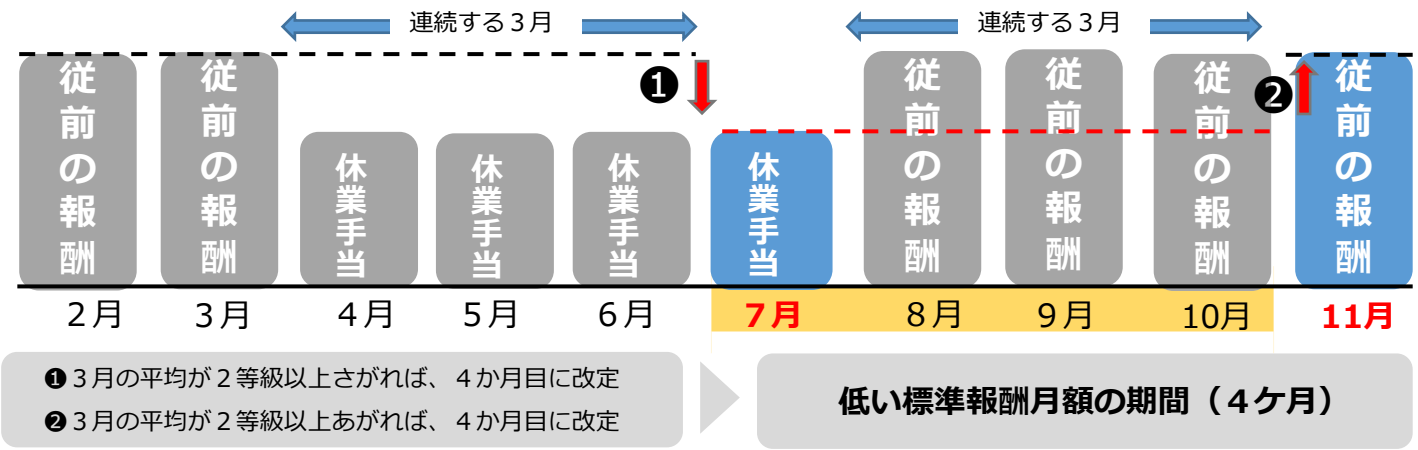 連続する３月
連続する３月
❶
❷
従前の報酬
従前の報酬
休業手当
休業手当
休業手当
休業手当
従前の報酬
従前の報酬
従前の報酬
従前の報酬
２月
３月
４月
５月
６月
７月
８月
９月
10月
11月
❶３月の平均が２等級以上さがれば、４か月目に改定
❷３月の平均が２等級以上あがれば、４か月目に改定
低い標準報酬月額の期間（４ケ月）